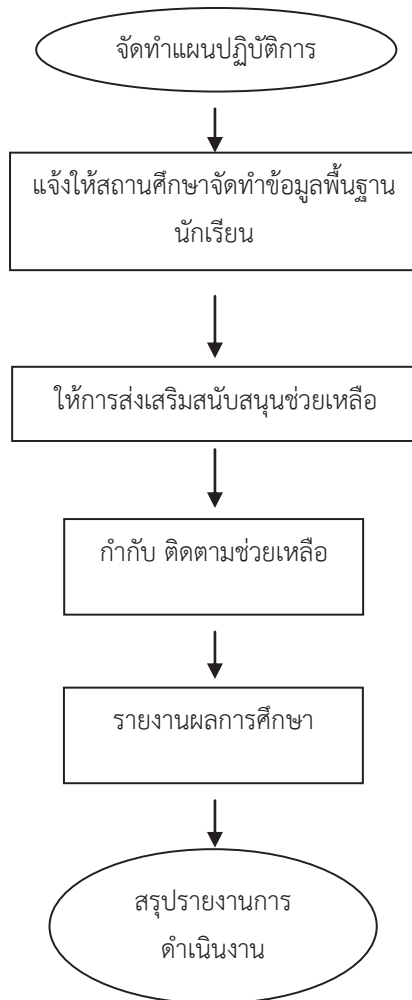 จัดทำแผนปฏิบัติการ
แจ้งให้สถานศึกษาจัดทำข้อมูลพื้นฐาน
นักเรียน
ให้การส่งเสริมสนับสนุนช่วยเหลือ
กำกับ ติดตามช่วยเหลือ
รายงานผลการศึกษา
สรุปรายงานการ
ดำเนินงาน